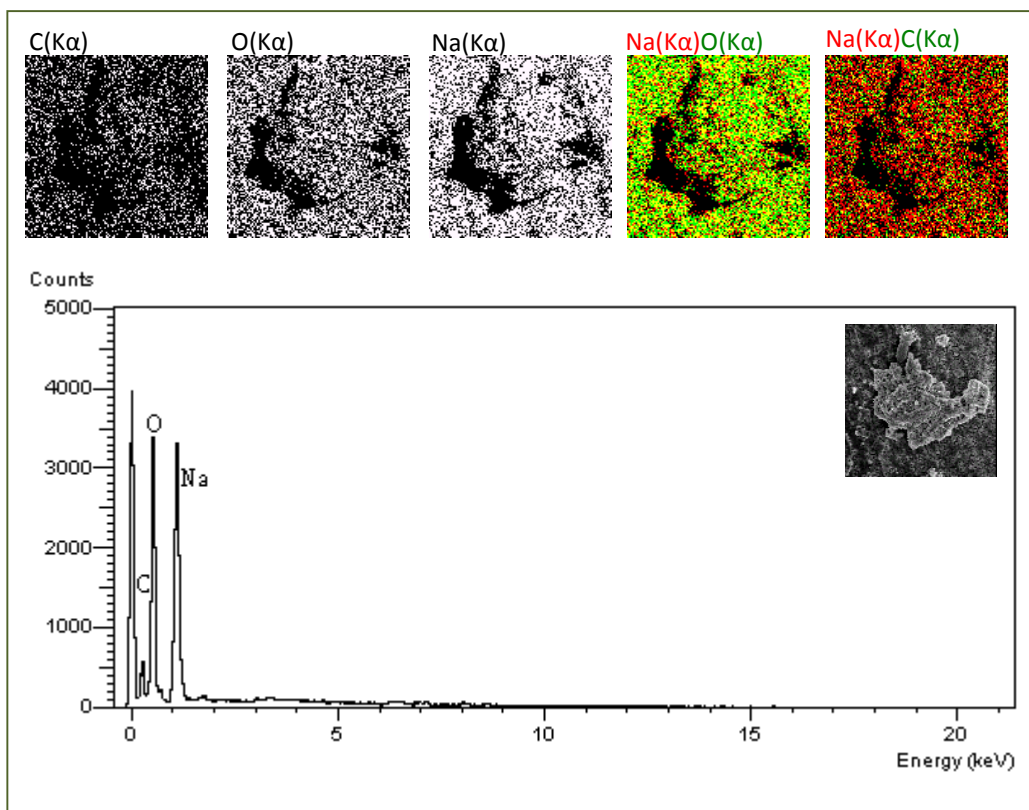 C(Kα) O(Kα) Na(Kα) Na(Kα)O(Kα) Na(Kα)C(Kα)
Counts
5000
4000
O
3000
Na
2000
C
1000
0
0 5 10 15 20
Energy (keV)